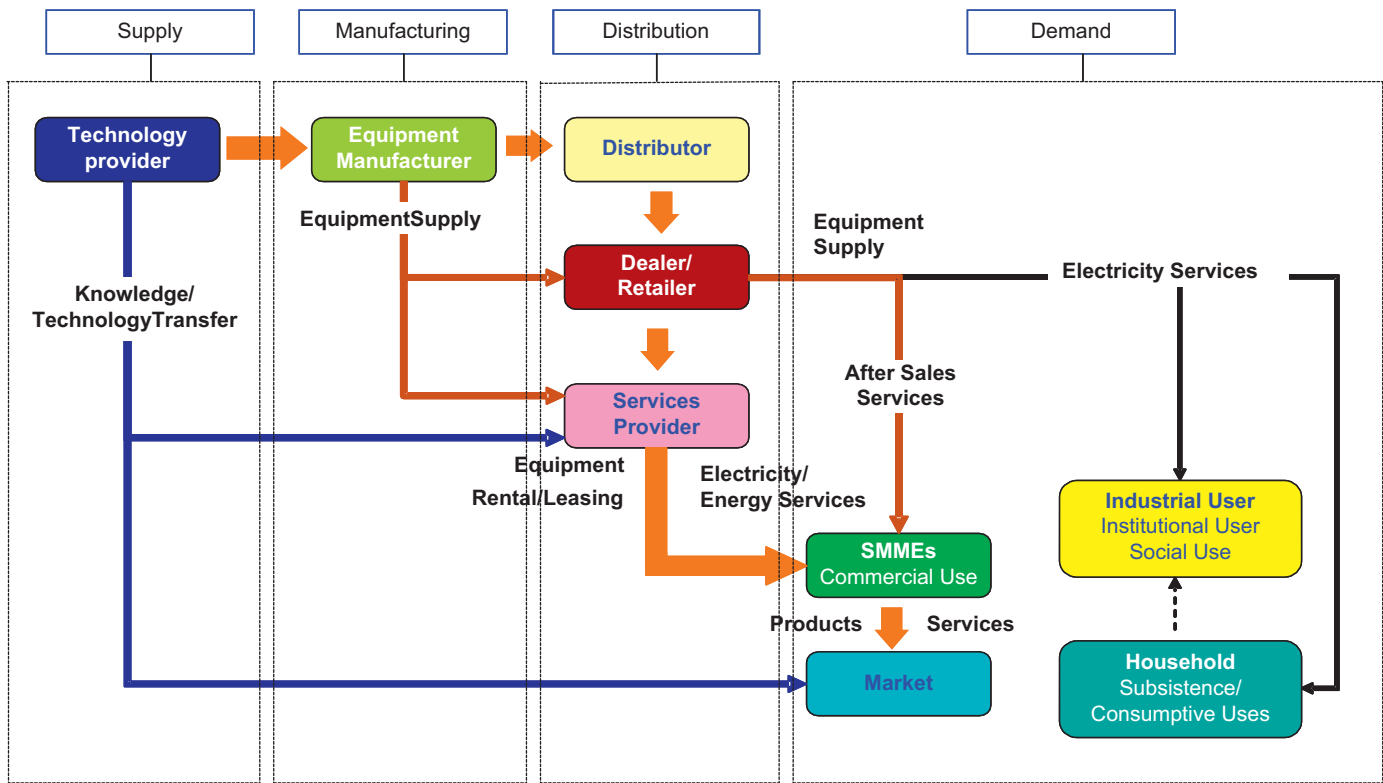 Supply
Manufacturing
Distribution
Demand
Technology
provider
Equipment
Manufacturer
Distributor
EquipmentSupply
Equipment
Supply
Dealer/
Retailer
Electricity Services
Knowledge/
TechnologyTransfer
After Sales
Services
Services
Provider
Equipment
Rental/Leasing
Electricity/
Energy Services
Industrial User
Institutional User
Social Use
SMMEs
Commercial Use
Products
Services
Household
Subsistence/
Consumptive Uses
Market